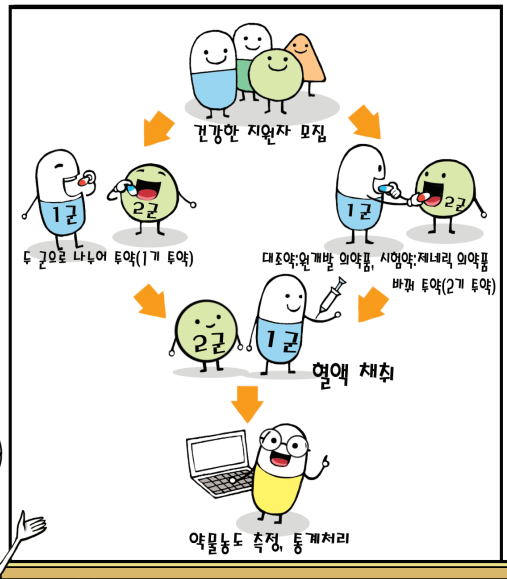 건강한 지원자 모집
1군
2군
1군
2군
두 군으로 나누어 투약(1기 투약)
대조약:원개발 의약품, 시험약:제네릭 의약품
바꿔 투약(2기 투약)
2군
1군
혈액 채취
약물농도 측정, 통계처리